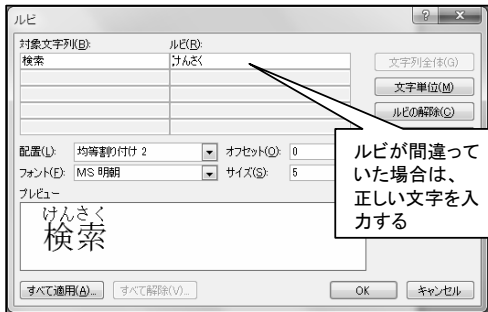 ルビ
対象文字列(B): ルビ(R):
検索 けんさく
文字列全体(G)
文字単位(M)
ルビの解除(C)
ルビが間違って
いた場合は、
正しい文字を入
力する
配置(L): 均等割り付け 2 オフセット(O): 0
フォント(F): MS 明朝 サイズ(S): 5
プレビュー
けんさく
検索
すべて適用(A)... すべて解除(V)... OK キャンセル